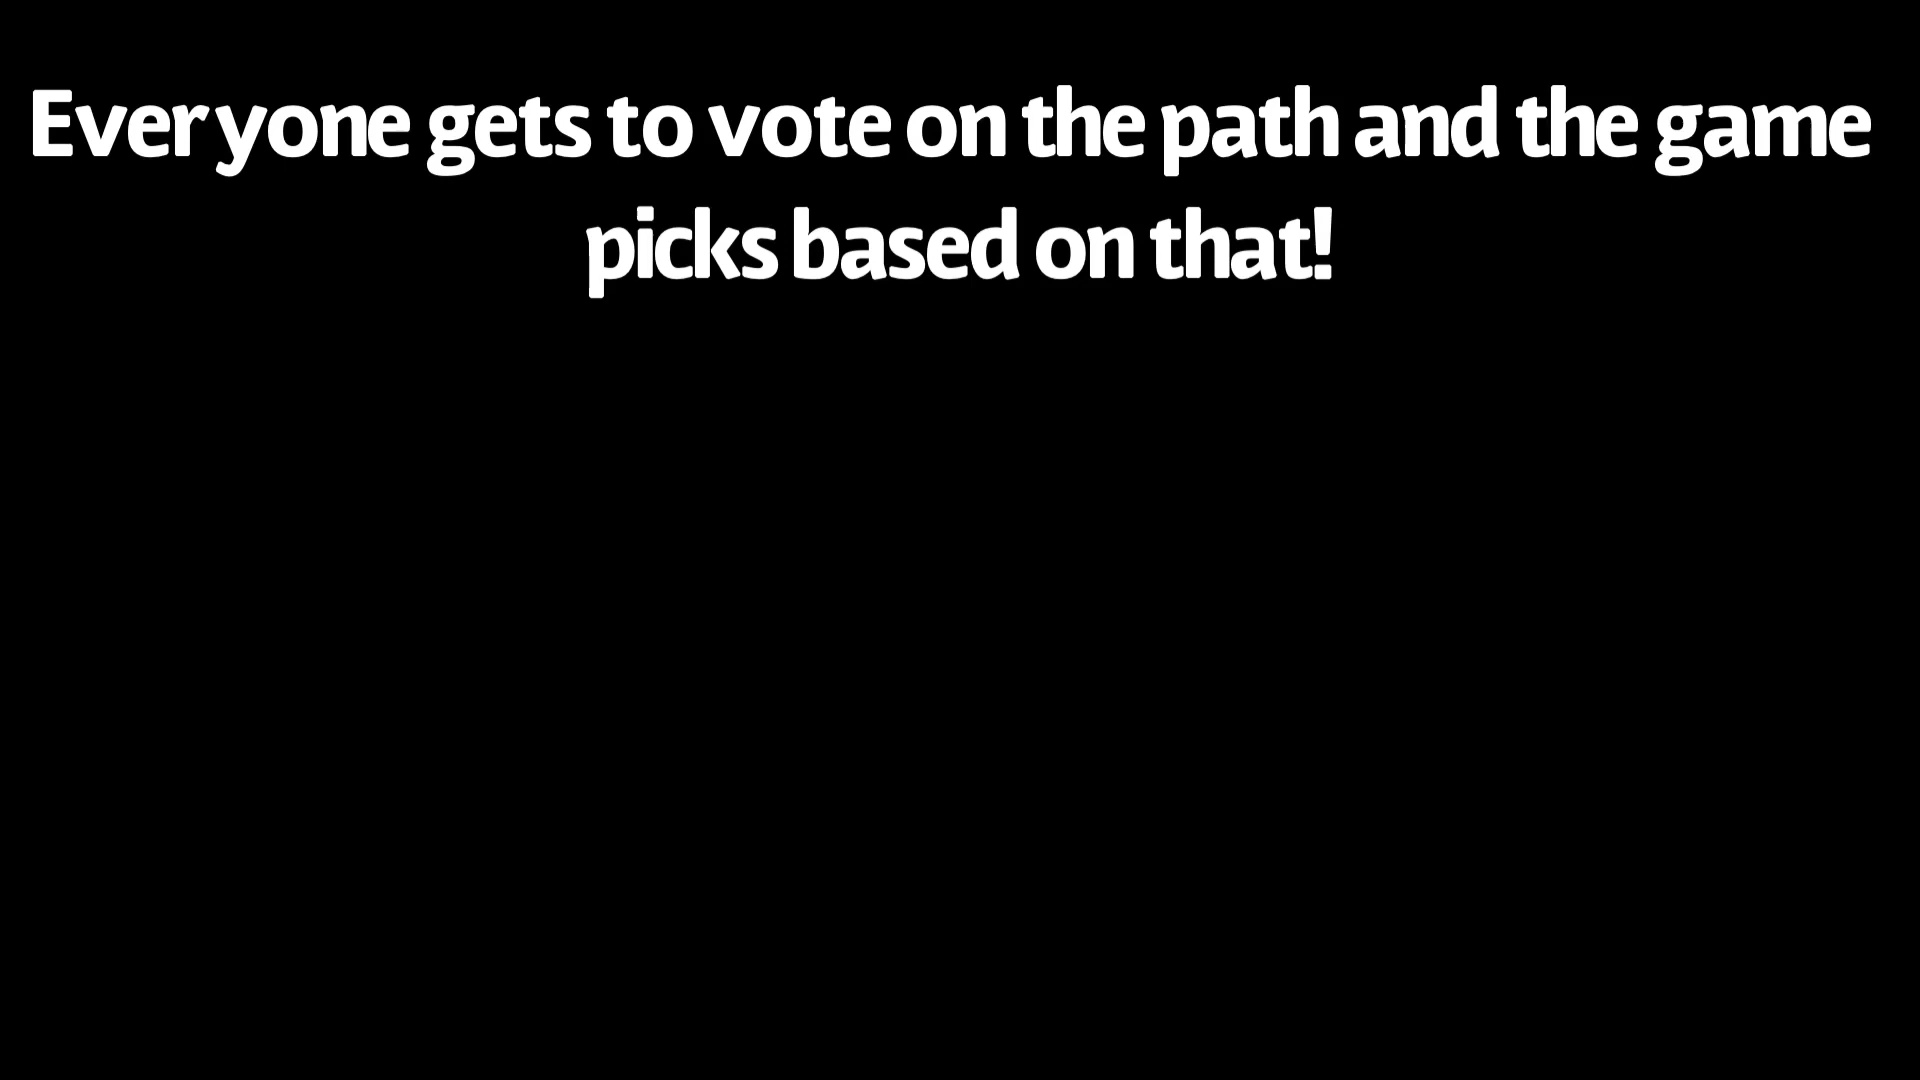 Everyone gets to vote on the path and the game
picks based on that!